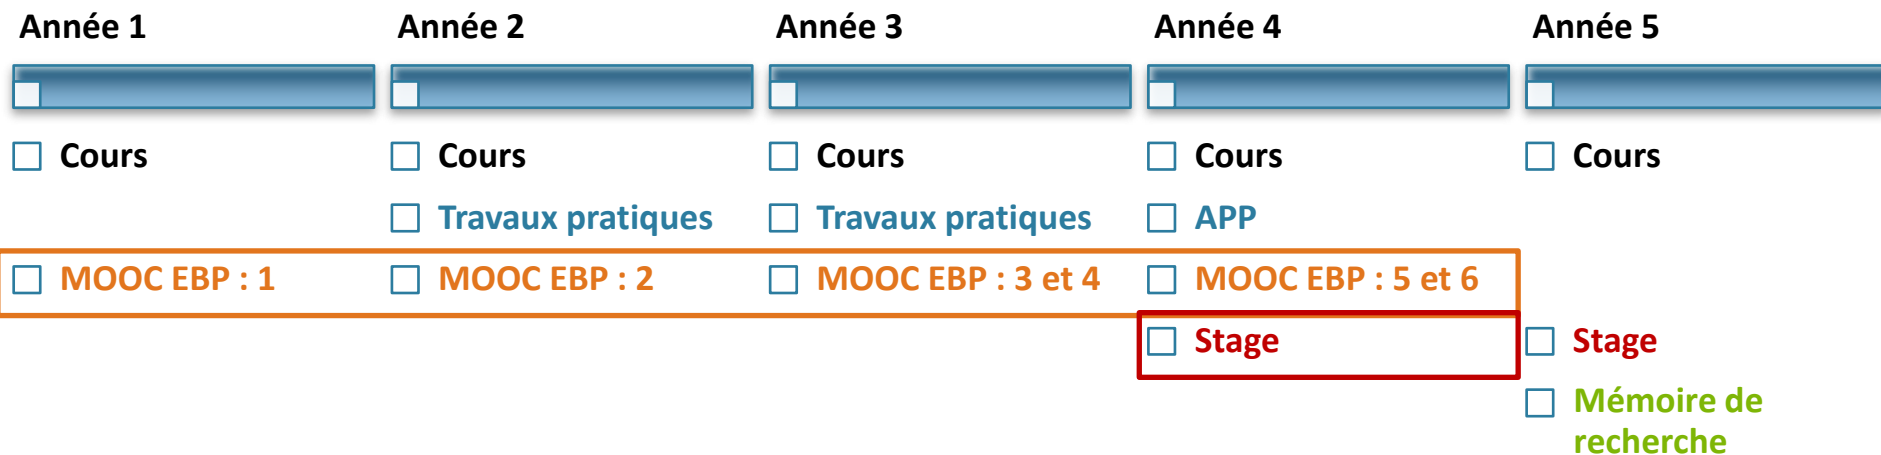 Année 1
Année 2
Année 3
Année 4
Année 5
Cours
Cours
Cours
Cours
Cours
Travaux pratiques
Travaux pratiques
APP
MOOC EBP : 1
MOOC EBP : 2
MOOC EBP : 3 et 4
MOOC EBP : 5 et 6
Stage
Stage
Mémoire de
recherche